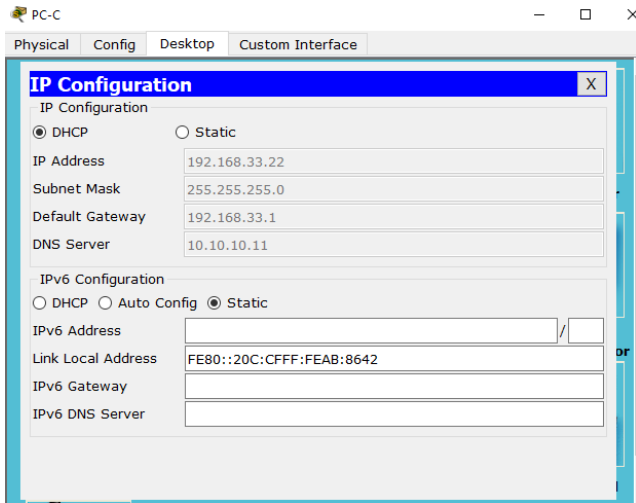 PC-C
Physical Config Desktop Custom Interface
IP Configuration X
IP Configuration
DHCP Static
IP Address 192.168.33.22
Subnet Mask 255.255.255.0
Default Gateway 192.168.33.1
DNS Server 10.10.10.11
IPv6 Configuration
DHCP Auto Config Static
IPv6 Address /
Link Local Address FE80::20C:CFFF:FEAB:8642
IPv6 Gateway
IPv6 DNS Server
or